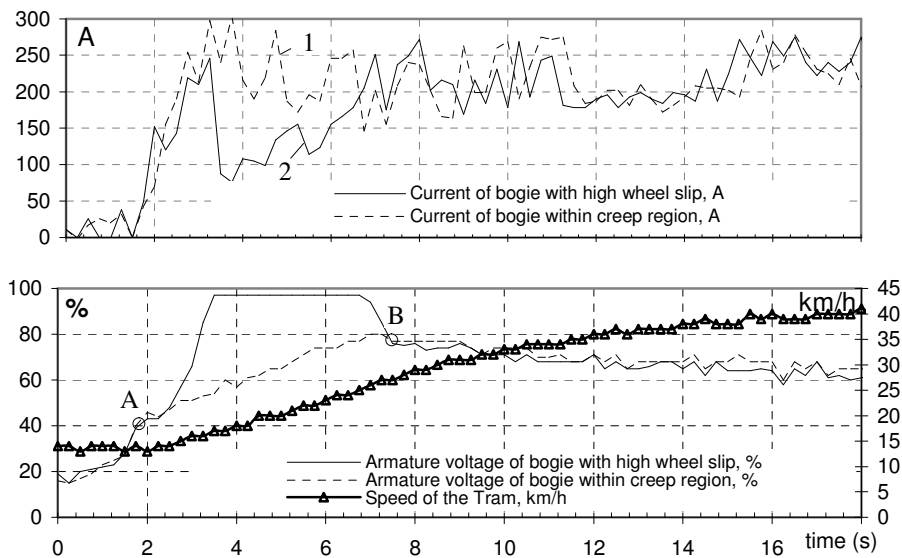 300
250
200
150
100
50
0
A
1
2
Current of bogie with high wheel slip, A
Current of bogie within creep region, A
100
80
60
40
20
0
%
km/h
45
40
35
30
25
20
15
10
5
0
A
B
Armature voltage of bogie with high wheel slip, %
Armature voltage of bogie within creep region, %
Speed of the Tram, km/h
0 2 4 6 8 10 12 14 16
time (s)